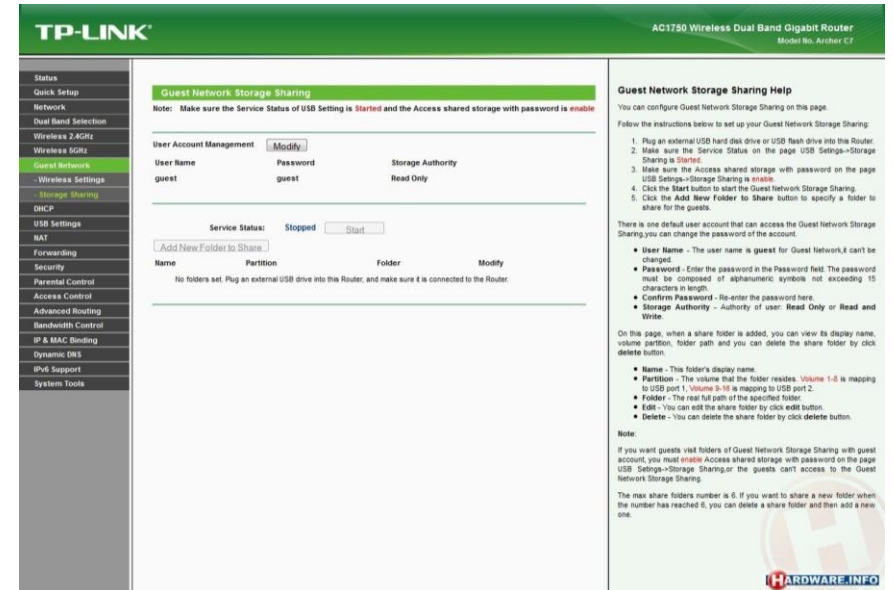 TP-LINK®
AC1750 Wireless Dual Band Gigabit Router
Model No. Archer C7
Status
Quick Setup
Network
Dual Band Selection
Wireless 2.4GHz
Wireless 5GHz
Guest Network
- Wireless Settings
- Storage Sharing
DHCP
USB Settings
NAT
Forwarding
Security
Parental Control
Access Control
Advanced Routing
Bandwidth Control
IP & MAC Binding
Dynamic DNS
IPv6 Support
System Tools
Guest Network Storage Sharing
Note: Make sure the Service Status of USB Setting is Started and the Access shared storage with password is enable
User Account Management Modify
User Name Password Storage Authority
guest guest Read Only
Service Status: Stopped Start
Add New Folder to Share
Name Partition Folder Modify
No folders set. Plug an external USB drive into this Router, and make sure it is connected to the Router.
Guest Network Storage Sharing Help
You can configure Guest Network Storage Sharing on this page.
Follow the instructions below to set up your Guest Network Storage Sharing:
1. Plug an external USB hard disk drive or USB flash drive into this Router.
2. Make sure the Service Status on the page USB Setings->Storage
Sharing is Started.
3. Make sure the Access shared storage with password on the page
USB Setings->Storage Sharing is enable.
4. Click the Start button to start the Guest Network Storage Sharing.
5. Click the Add New Folder to Share button to specify a folder to
share for the guests.
There is one default user account that can access the Guest Network Storage
Sharing,you can change the password of the account.
● User Name - The user name is guest for Guest Network,it can't be
changed.
● Password - Enter the password in the Password field. The password
must be composed of alphanumeric symbols not exceeding 15
characters in length.
● Confirm Password - Re-enter the password here.
● Storage Authority - Authority of user: Read Only or Read and
Write.
On this page, when a share folder is added, you can view its display name,
volume partition, folder path and you can delete the share folder by click
delete button.
● Name - This folder's display name.
● Partition - The volume that the folder resides. Volume 1-8 is mapping
to USB port 1, Volume 9-16 is mapping to USB port 2.
● Folder - The real full path of the specified folder.
● Edit - You can edit the share folder by click edit button.
● Delete - You can delete the share folder by click delete button.
Note:
If you want guests visit folders of Guest Network Storage Sharing with guest
account, you must enable Access shared storage with password on the page
USB Setings->Storage Sharing,or the guests can't access to the Guest
Network Storage Sharing.
The max share folders number is 6. If you want to share a new folder when
the number has reached 6, you can delete a share folder and then add a new
one.
HARDWARE.INFO